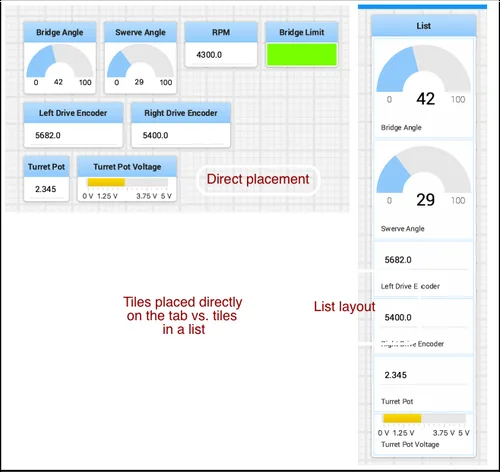 Bridge Angle
0 42 100
Swerve Angle
0 29 100
RPM
4300.0
Bridge Limit
Left Drive Encoder
5682.0
Right Drive Encoder
5400.0
Turret Pot
2.345
Turret Pot Voltage
0 V 1.25 V 3.75 V 5 V
Direct placement
Tiles placed directly
on the tab vs. tiles
in a list
List layout
List
0 42 100
Bridge Angle
0 29 100
Swerve Angle
5682.0
Left Drive Encoder
5400.0
Right Drive Encoder
2.345
Turret Pot
0 V 1.25 V 3.75 V 5 V
Turret Pot Voltage